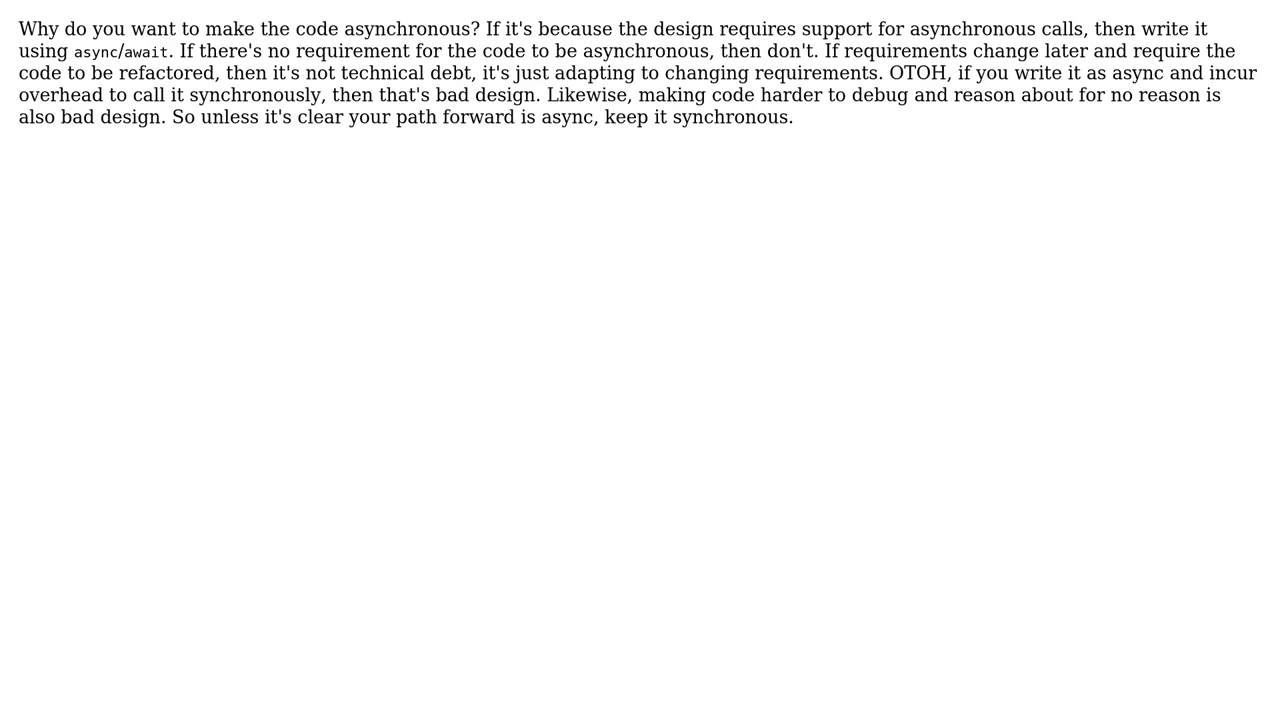 Why do you want to make the code asynchronous? If it's because the design requires support for asynchronous calls, then write it
using async/await. If there's no requirement for the code to be asynchronous, then don't. If requirements change later and require the
code to be refactored, then it's not technical debt, it's just adapting to changing requirements. OTOH, if you write it as async and incur
overhead to call it synchronously, then that's bad design. Likewise, making code harder to debug and reason about for no reason is
also bad design. So unless it's clear your path forward is async, keep it synchronous.